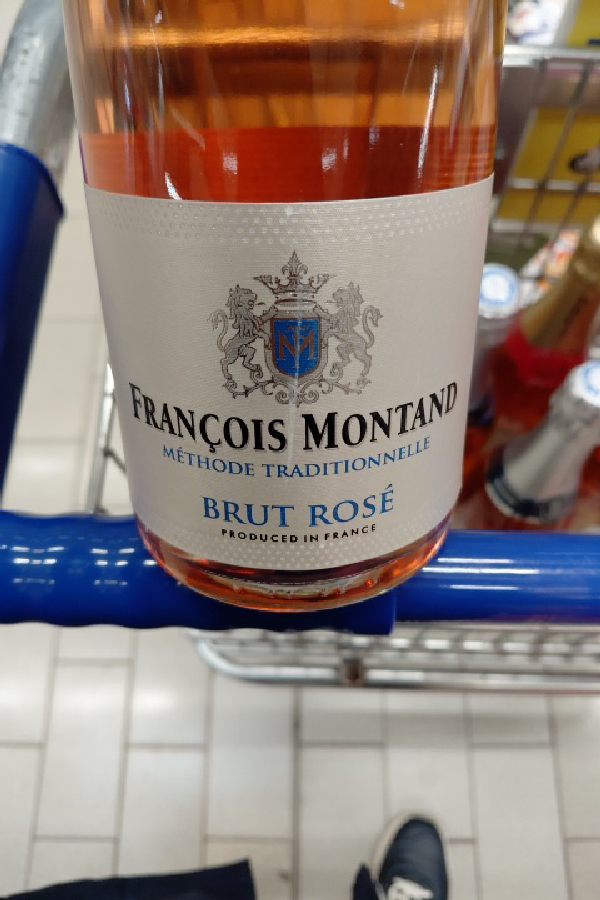 FRANÇOIS MONTAND
MÉTHODE TRADITIONNELLE
BRUT ROSÉ
PRODUCED IN FRANCE